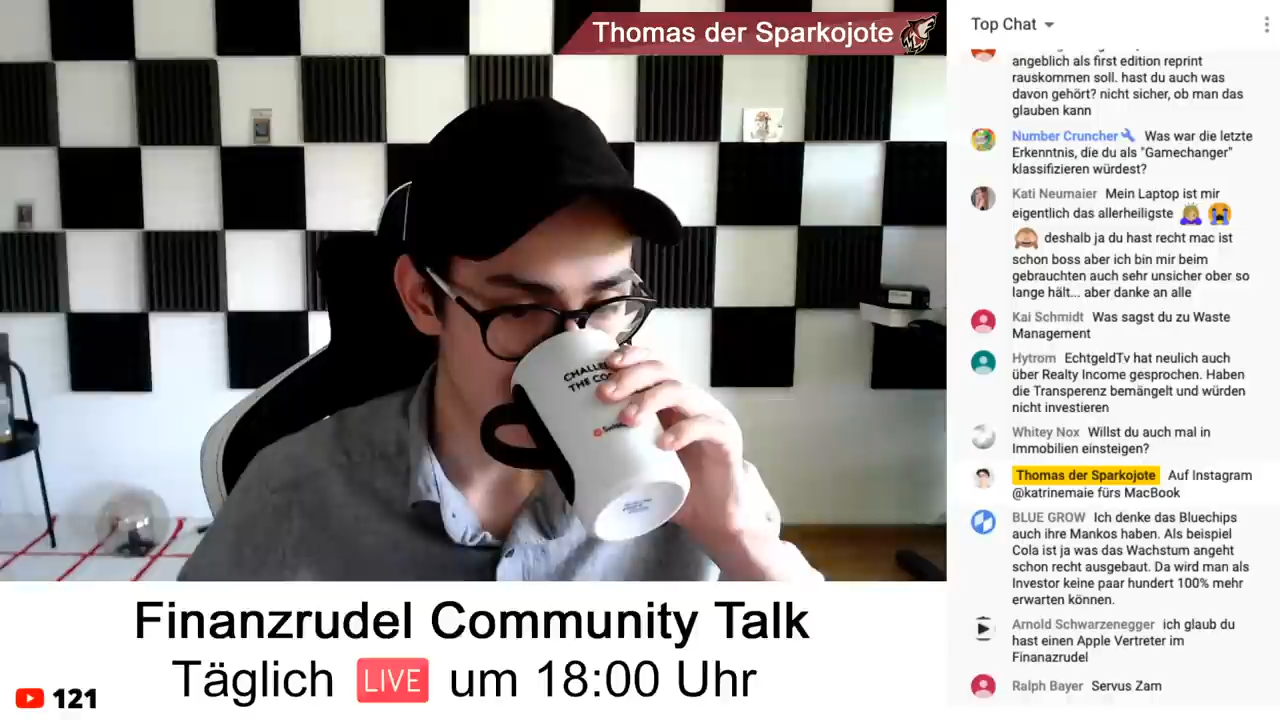 Thomas der Sparkojote
CHALLE
THE CO
Finanzrudel Community Talk
Täglich LIVE um 18:00 Uhr
121
Top Chat
angeblich als first edition reprint
rauskommen soll. hast du auch was
davon gehört? nicht sicher, ob man das
glauben kann
Number Cruncher Was war die letzte
Erkenntnis, die du als "Gamechanger"
klassifizieren würdest?
Kati Neumaier Mein Laptop ist mir
eigentlich das allerheiligste
deshalb ja du hast recht mac ist
schon boss aber ich bin mir beim
gebrauchten auch sehr unsicher ober so
lange hält... aber danke an alle
Kai Schmidt Was sagst du zu Waste
Management
Hytrom EchtgeldTv hat neulich auch
über Realty Income gesprochen. Haben
die Transparenz bemängelt und würden
nicht investieren
Whitey Nox Willst du auch mal in
Immobilien einsteigen?
Thomas der Sparkojote Auf Instagram
@katrinemaie fürs MacBook
BLUE GROW Ich denke das Bluechips
auch ihre Mankos haben. Als beispiel
Cola ist ja was das Wachstum angeht
schon recht ausgebaut. Da wird man als
Investor keine paar hundert 100% mehr
erwarten können.
Arnold Schwarzenegger ich glaub du
hast einen Apple Vertreter im
Finanazrudel
Ralph Bayer Servus Zam